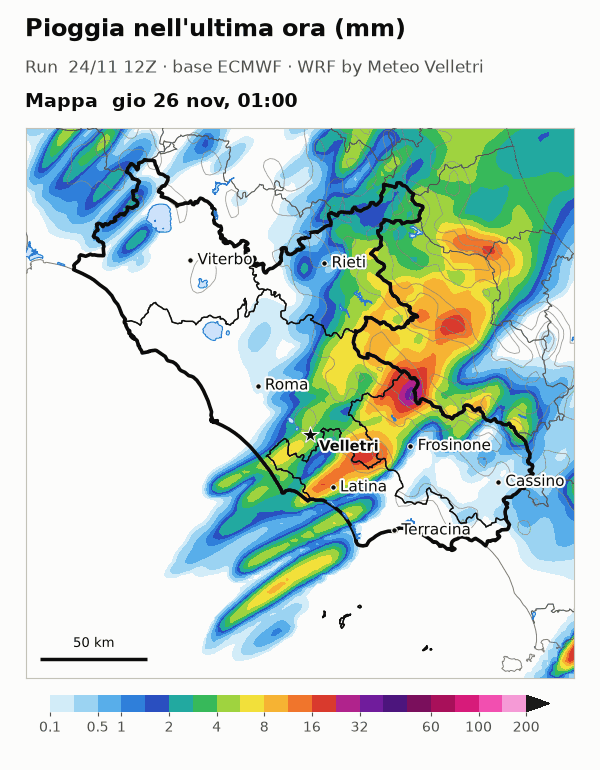 Pioggia nell'ultima ora (mm)
Run 24/11 12Z · base ECMWF · WRF by Meteo Velletri
Mappa gio 26 nov, 01:00
Viterbo
Rieti
Roma
Velletri
Frosinone
Latina
Cassino
Terracina
50 km
0.1 0.5 1 2 4 8 16 32 60 100 200